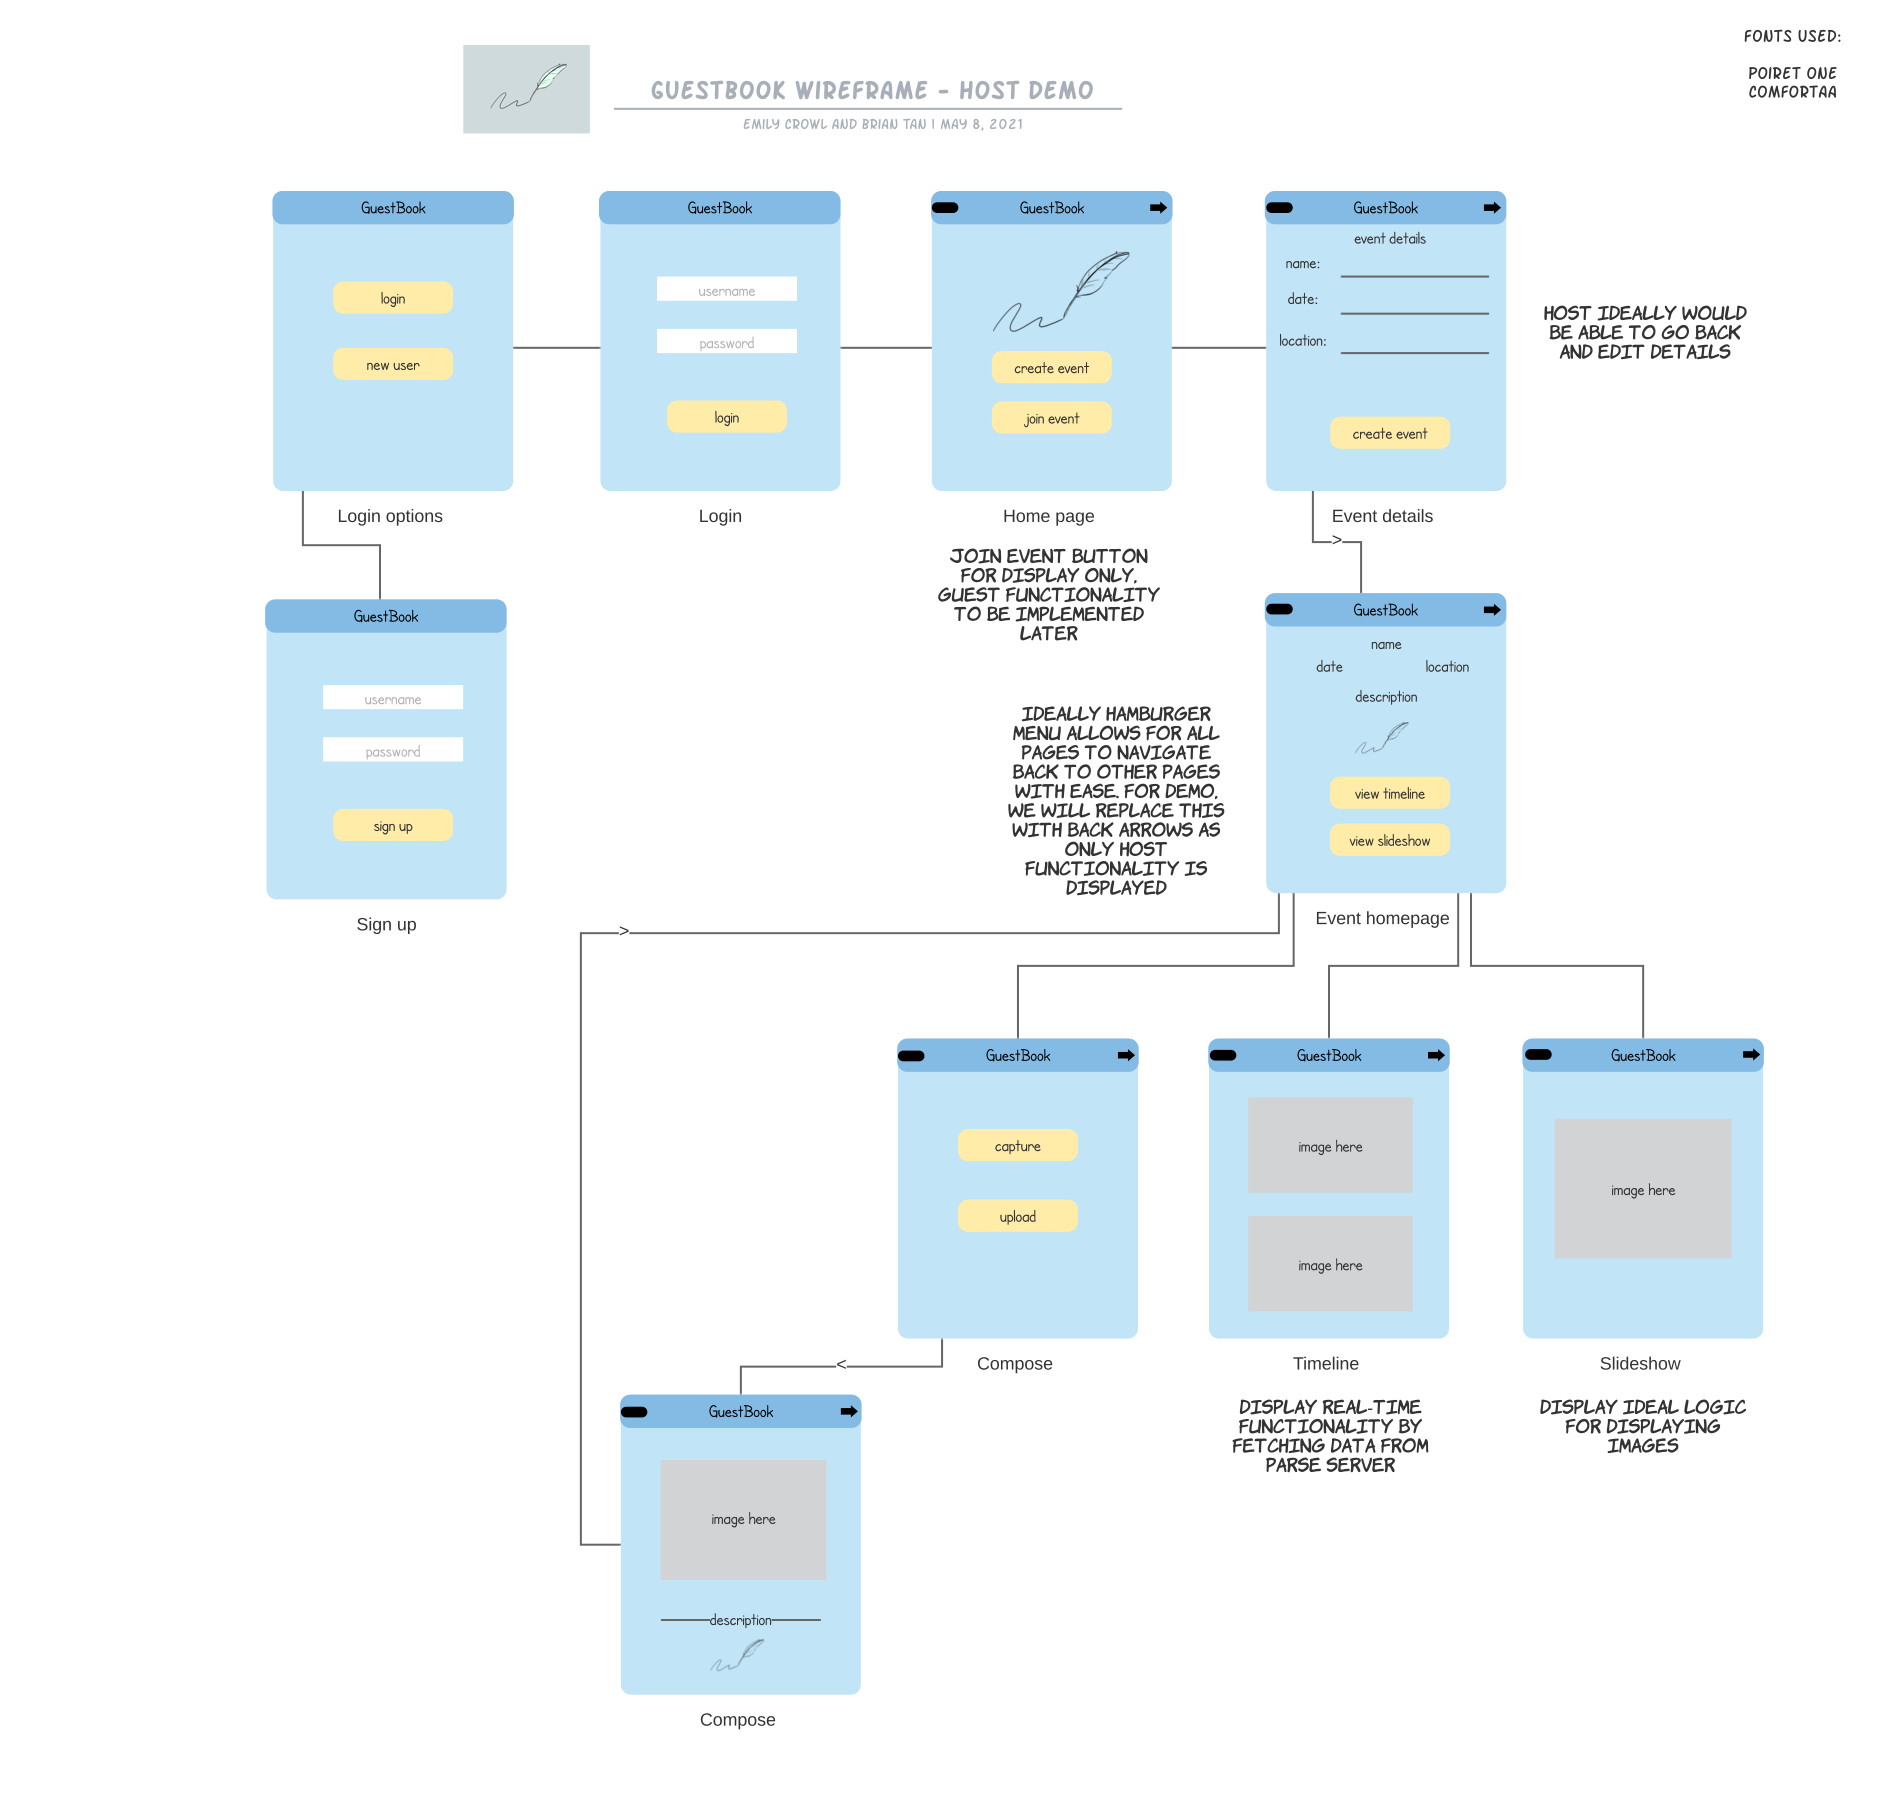 FONTS USED:
POIRET ONE
COMFORTAA
GUESTBOOK WIREFRAME - HOST DEMO
EMILY CROWL AND BRIAN TAN | MAY 8, 2021
GuestBook
login
new user
Login options
GuestBook
username
password
login
Login
GuestBook
create event
join event
Home page
JOIN EVENT BUTTON
FOR DISPLAY ONLY,
GUEST FUNCTIONALITY
TO BE IMPLEMENTED
LATER
GuestBook
event details
name:
date:
location:
create event
Event details
HOST IDEALLY WOULD
BE ABLE TO GO BACK
AND EDIT DETAILS
>
GuestBook
username
password
sign up
Sign up
IDEALLY HAMBURGER
MENU ALLOWS FOR ALL
PAGES TO NAVIGATE
BACK TO OTHER PAGES
WITH EASE. FOR DEMO,
WE WILL REPLACE THIS
WITH BACK ARROWS AS
ONLY HOST
FUNCTIONALITY IS
DISPLAYED
GuestBook
name
date location
description
view timeline
view slideshow
Event homepage
>
GuestBook
capture
upload
Compose
<
GuestBook
image here
image here
Timeline
DISPLAY REAL-TIME
FUNCTIONALITY BY
FETCHING DATA FROM
PARSE SERVER
GuestBook
image here
Slideshow
DISPLAY IDEAL LOGIC
FOR DISPLAYING
IMAGES
GuestBook
image here
description
Compose